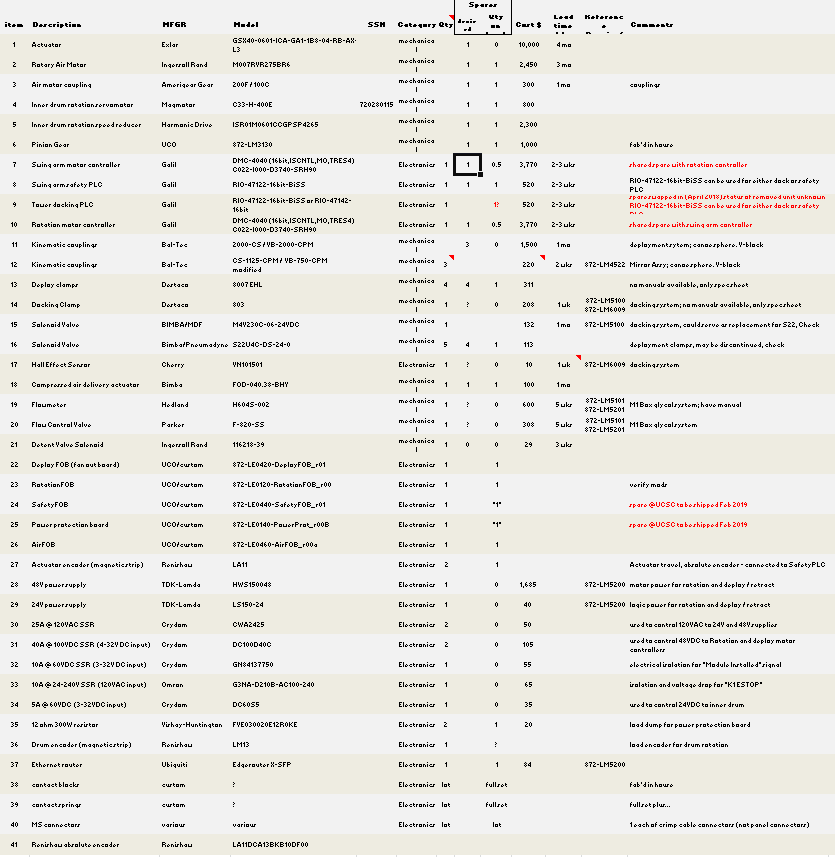 Spares
item Description MFGR Model SSN Category Qty desired Qty on Cost $ Lead time Reference Comments
1 Actuator Exlar GSX40-0601-ICA-GA1-1B8-04-RB-AX-L3 mechanical 1 0 10,000 4 mo
2 Rotary Air Motor Ingersoll Rand M007RVR275BR6 mechanical 1 1 2,450 3 mo
3 Air motor coupling Amerigear Gear 200F / 100C mechanical 1 1 300 1 mo couplings
4 Inner drum rotation servomotor Magmotor C33-H-400E 720280115 mechanical 1 1 800
5 Inner drum rotation speed reducer Harmonic Drive ISR01M0601CCGPSP4265 mechanical 1 1 2,300
6 Pinion Gear UCO 872-LM3130 mechanical 1 1 1,000 fab'd in house
7 Swing arm motor controller Galil DMC-4040 (16bit,ISCNTL,MO,TRES4) C022-I000-D3740-SRH90 Electronics 1 1 0.5 3,770 2-3 wks shared spare with rotation controller
8 Swing arm safety PLC Galil RIO-47122-16bit-BiSS Electronics 1 1 1 520 2-3 wks RIO-47122-16bit-BiSS can be used for either dock or safety PLC
9 Tower docking PLC Galil RIO-47122-16bit-BiSS or RIO-47142-16bit Electronics 1 1? 520 2-3 wks spare swapped in (April 2018) status of removed unit unknown RIO-47122-16bit-BiSS can be used for either dock or safety PLC
10 Rotation motor controller Galil DMC-4040 (16bit,ISCNTL,MO,TRES4) C022-I000-D3740-SRH90 Electronics 1 1 0.5 3,770 2-3 wks shared spare with swing arm controller
11 Kinematic couplings Bal-Tec 2000-CS / VB-2000-CPM mechanical 3 0 1,500 1 mo deployment system; canoe sphere, V-block
12 Kinematic couplings Bal-Tec CS-1125-CPM / VB-750-CPM modified mechanical 3 220 2 wks 872-LM4522 Mirror Assy; canoe sphere, V-block
13 Deploy clamps Destaco 8007EHL mechanical 4 4 1 311 no manuals available, only spec sheet
14 Docking Clamp Destaco 803 mechanical 1 ? 0 208 1 wk 872-LM5100 872-LM6009 docking system; no manuals available, only spec sheet
15 Solenoid Valve BIMBA/MDF M4V230C-06-24VDC mechanical 1 1 132 1 mo 872-LM5100 docking system, could serve as replacement for S22, Check
16 Solenoid Valve Bimba/Pneumadyne S22U4C-DS-24-0 mechanical 5 4 1 113 deployment clamps, may be discontinued, check
17 Hall Effect Sensor Cherry VN101501 Electronics 1 ? 0 10 1 wk 872-LM6009 docking system
18 Compressed air delivery actuator Bimba FOD-040.38-BHY mechanical 1 1 1 100 1 mo
19 Flowmeter Hedland H604S-002 mechanical 1 ? 0 600 5 wks 872-LM5101 872-LM5201 M1 Box glycol system; have manual
20 Flow Control Valve Parker F-820-SS mechanical 1 ? 0 308 5 wks 872-LM5101 872-LM5201 M1 Box glycol system
21 Detent Valve Solenoid Ingersoll Rand 116218-39 mechanical 1 0 0 29 3 wks
22 Deploy FOB (fan out board) UCO/custom 872-LE0420-DeployFOB_r01 Electronics 1 1
23 Rotation FOB UCO/custom 872-LE0120-RotationFOB_r00 Electronics 1 1 verify mods
24 Safety FOB UCO/custom 872-LE0440-SafetyFOB_r01 Electronics 1 "1" spare @ UCSC to be shipped Feb 2019
25 Power protection board UCO/custom 872-LE0140-PowerProt_r00B Electronics 1 "1" spare @ UCSC to be shipped Feb 2019
26 Air FOB UCO/custom 872-LE0460-AirFOB_r00a Electronics 1 1
27 Actuator encoder (magnetic strip) Renishaw LA11 Electronics 2 1 Actuator travel, absolute encoder - connected to Safety PLC
28 48V power supply TDK-Lamda HWS150048 Electronics 1 0 1,685 872-LM5200 motor power for rotation and deploy / retract
29 24V power supply TDK-Lamda LS150-24 Electronics 1 0 40 872-LM5200 logic power for rotation and deploy / retract
30 25A @ 120VAC SSR Crydom CWA2425 Electronics 2 0 50 used to control 120VAC to 24V and 48V supplies
31 40A @ 100VDC SSR (4-32VDC input) Crydom DC100D40C Electronics 2 0 105 used to control 48VDC to Rotation and deploy motor controllers
32 10A @ 60VDC SSR (3-32VDC input) Crydom GN84137750 Electronics 1 0 55 electrical isolation for "Module Installed" signal
33 10A @ 24-240V SSR (120VAC input) Omron G3NA-D210B-AC100-240 Electronics 1 0 65 isolation and voltage drop for "K1 ESTOP"
34 5A @ 60VDC (3-32VDC input) Crydom DC60S5 Electronics 1 0 35 used to control 24VDC to inner drum
35 12 ohm 300W resistor Vishay-Huntington FVE030020E12R0KE Electronics 2 1 20 load dump for power protection board
36 Drum encoder (magnetic strip) Renishaw LM13 Electronics 1 ? load encoder for drum rotation
37 Ethernet router Ubiquiti Edgerouter X-SFP Electronics 1 1 84 872-LM5200
38 contact blocks custom ? Electronics lot full set fab'd in house
39 contact springs custom ? Electronics lot full set full set plus...
40 MS connectors various various Electronics lot lot 1 each of crimp cable connectors (not panel connectors)
41 Renishaw absolute encoder Renishaw LA11DCA13BKB10DF00